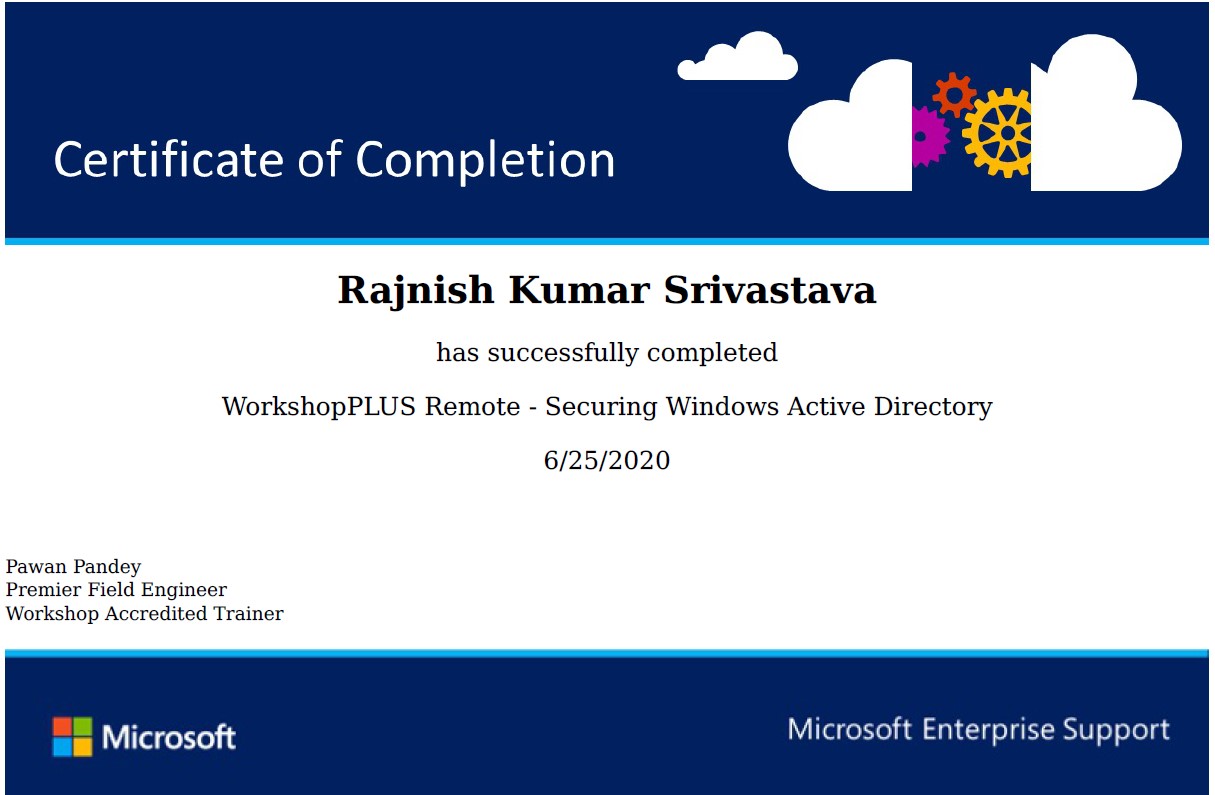 Certificate of Completion
Rajnish Kumar Srivastava
has successfully completed
WorkshopPLUS Remote - Securing Windows Active Directory
6/25/2020
Pawan Pandey
Premier Field Engineer
Workshop Accredited Trainer
Microsoft
Microsoft Enterprise Support